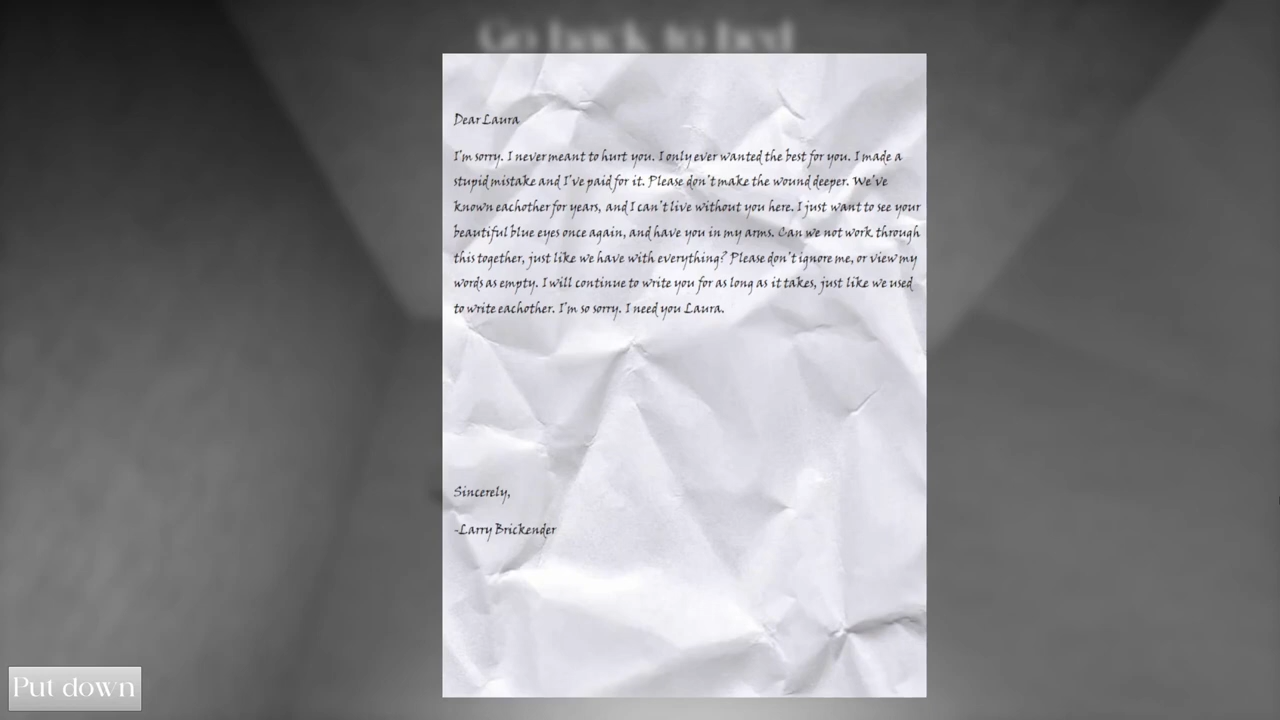 Go back to bed
Dear Laura
I'm sorry. I never meant to hurt you. I only ever wanted the best for you. I made a
stupid mistake and I've paid for it. Please don't make the wound deeper. We've
known eachother for years, and I can't live without you here. I just want to see your
beautiful blue eyes once again, and have you in my arms. Can we not work through
this together, just like we have with everything? Please don't ignore me, or view my
words as empty. I will continue to write you for as long as it takes, just like we used
to write eachother. I'm so sorry. I need you Laura.
Sincerely,
-Larry Brickender
Put down